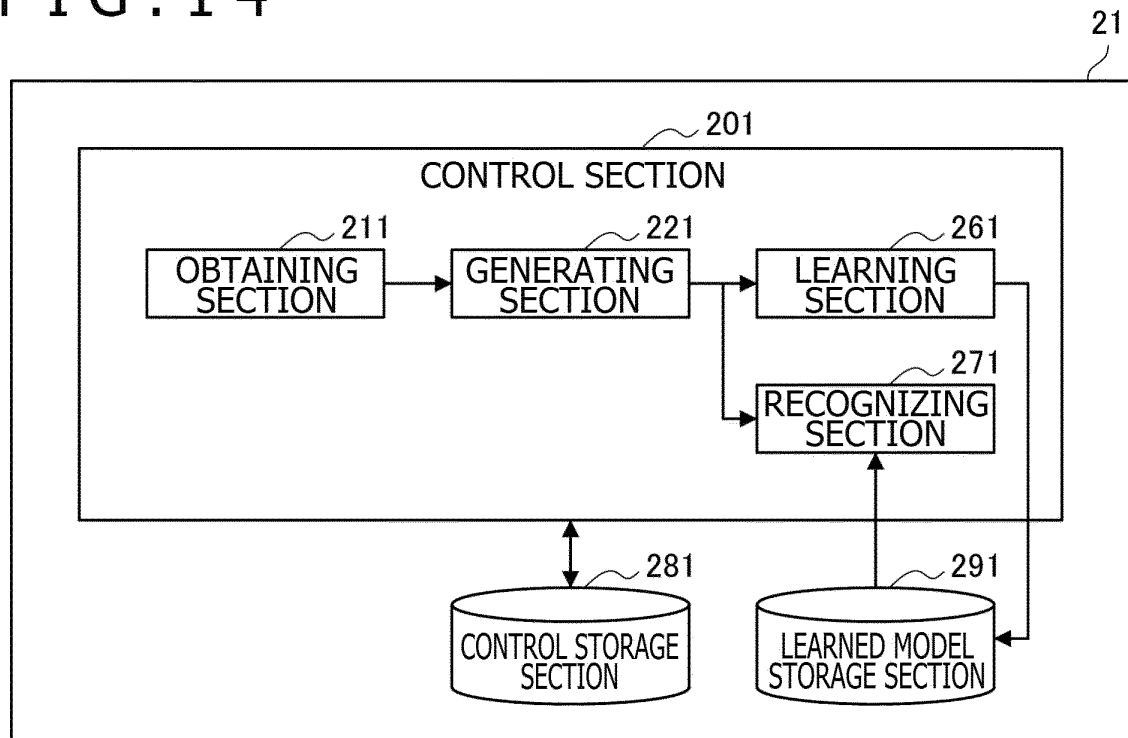 FIG.14
21
201
CONTROL SECTION
211
OBTAINING
SECTION
221
GENERATING
SECTION
261
LEARNING
SECTION
271
RECOGNIZING
SECTION
281
CONTROL STORAGE
SECTION
291
LEARNED MODEL
STORAGE SECTION